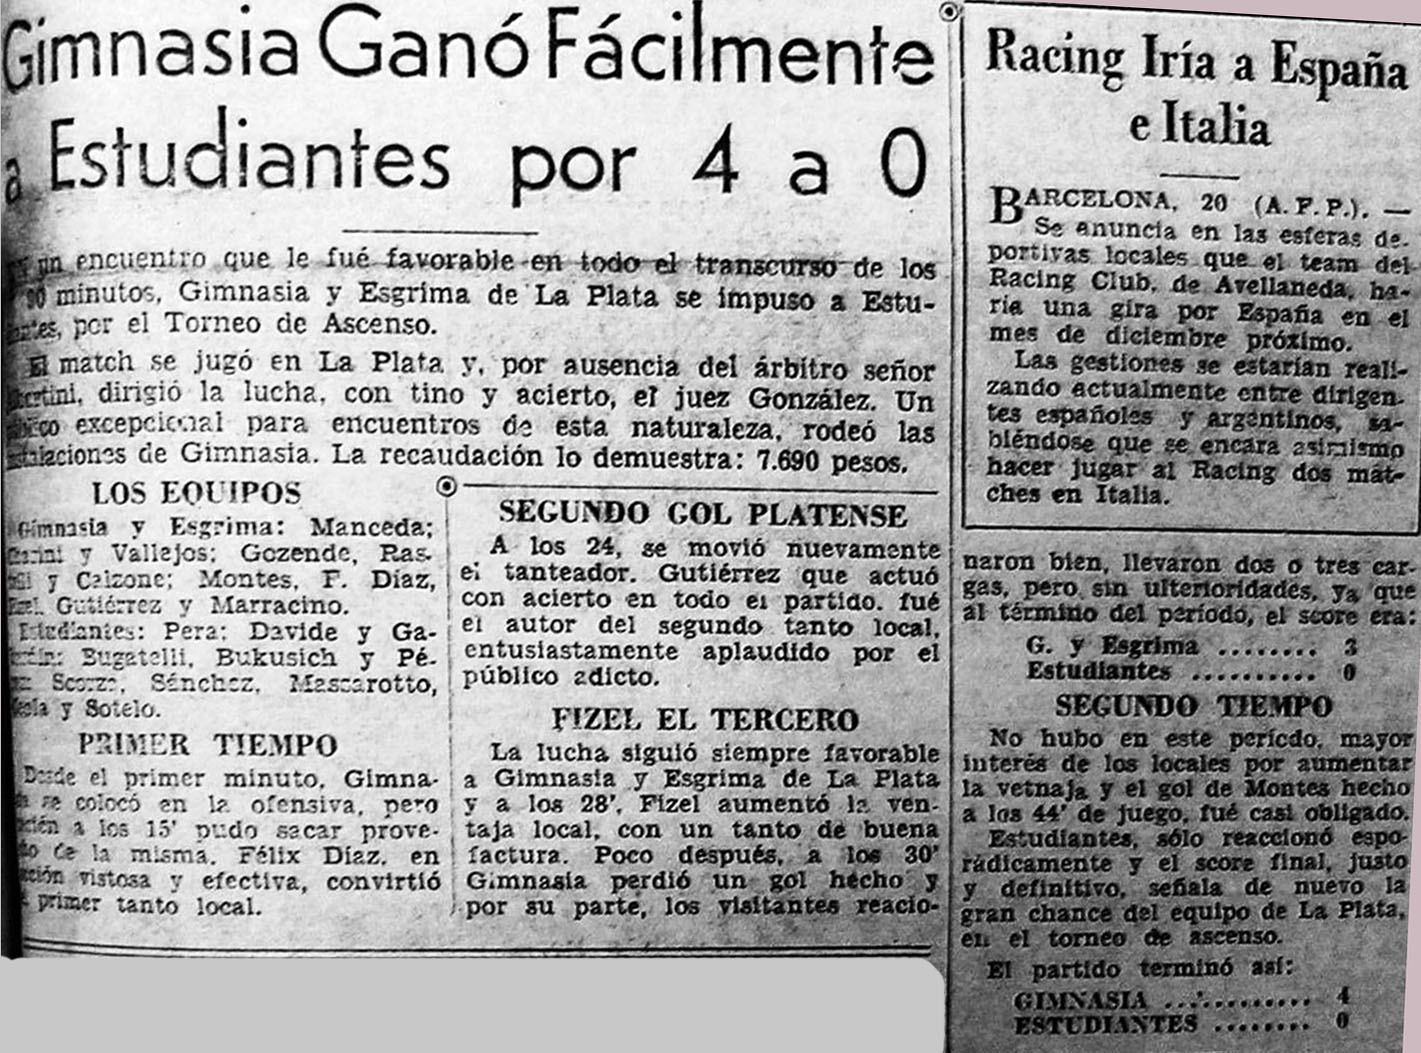 Gimnasia Ganó Fácilmente
a Estudiantes por 4 a 0
un encuentro que le fué favorable en todo el transcurso de los
90 minutos, Gimnasia y Esgrima de La Plata se impuso a Estu-
por el Torneo de Ascenso.
El match se jugó en La Plata y, por ausencia del árbitro señor
dirigió la lucha, con tino y acierto, el juez González. Un
excepcional para encuentros de esta naturaleza, rodeó las
de Gimnasia. La recaudación lo demuestra: 7.690 pesos.
LOS EQUIPOS
Gimnasia y Esgrima: Manceda;
y Vallejos; Gozende, Ras-
y Calzone; Montes, F. Díaz,
Gutiérrez y Marracino.
Estudiantes: Pera; Davide y Ga-
Bugatelli, Bukusich y Pé-
Scorza, Sánchez, Mascarotto,
y Sotelo.
PRIMER TIEMPO
Desde el primer minuto, Gimna-
se colocó en la ofensiva, pero
a los 15' pudo sacar prove-
de la misma. Félix Díaz, en
vistosa y efectiva, convirtió
primer tanto local.
SEGUNDO GOL PLATENSE
A los 24, se movió nuevamente
el tanteador. Gutiérrez que actuó
con acierto en todo el partido, fué
el autor del segundo tanto local,
entusiastamente aplaudido por el
público adicto.
FIZEL EL TERCERO
La lucha siguió siempre favorable
a Gimnasia y Esgrima de La Plata
y a los 28', Fizel aumentó la ven-
taja local, con un tanto de buena
factura. Poco después, a los 30'
Gimnasia perdió un gol hecho y
por su parte, los visitantes reacio-
naron bien, llevaron dos o tres car-
gas, pero sin ulterioridades, ya que
al término del período, el score era:
G. y Esgrima ........ 3
Estudiantes .......... 0
SEGUNDO TIEMPO
No hubo en este período, mayor
interés de los locales por aumentar
la vetnaja y el gol de Montes hecho
a los 44' de juego, fué casi obligado.
Estudiantes, sólo reaccionó espo-
rádicamente y el score final, justo
y definitivo, señala de nuevo la
gran chance del equipo de La Plata,
en el torneo de ascenso.
El partido terminó así:
GIMNASIA ............ 4
ESTUDIANTES ........ 0
Racing Iría a España
e Italia
BARCELONA, 20 (A. F. P.). —
Se anuncia en las esferas de-
portivas locales que el team del
Racing Club, de Avellaneda, ha-
ría una gira por España en el
mes de diciembre próximo.
Las gestiones se estarían reali-
zando actualmente entre dirigen-
tes españoles y argentinos, sa-
biéndose que se encara asimismo
hacer jugar al Racing dos mat-
ches en Italia.